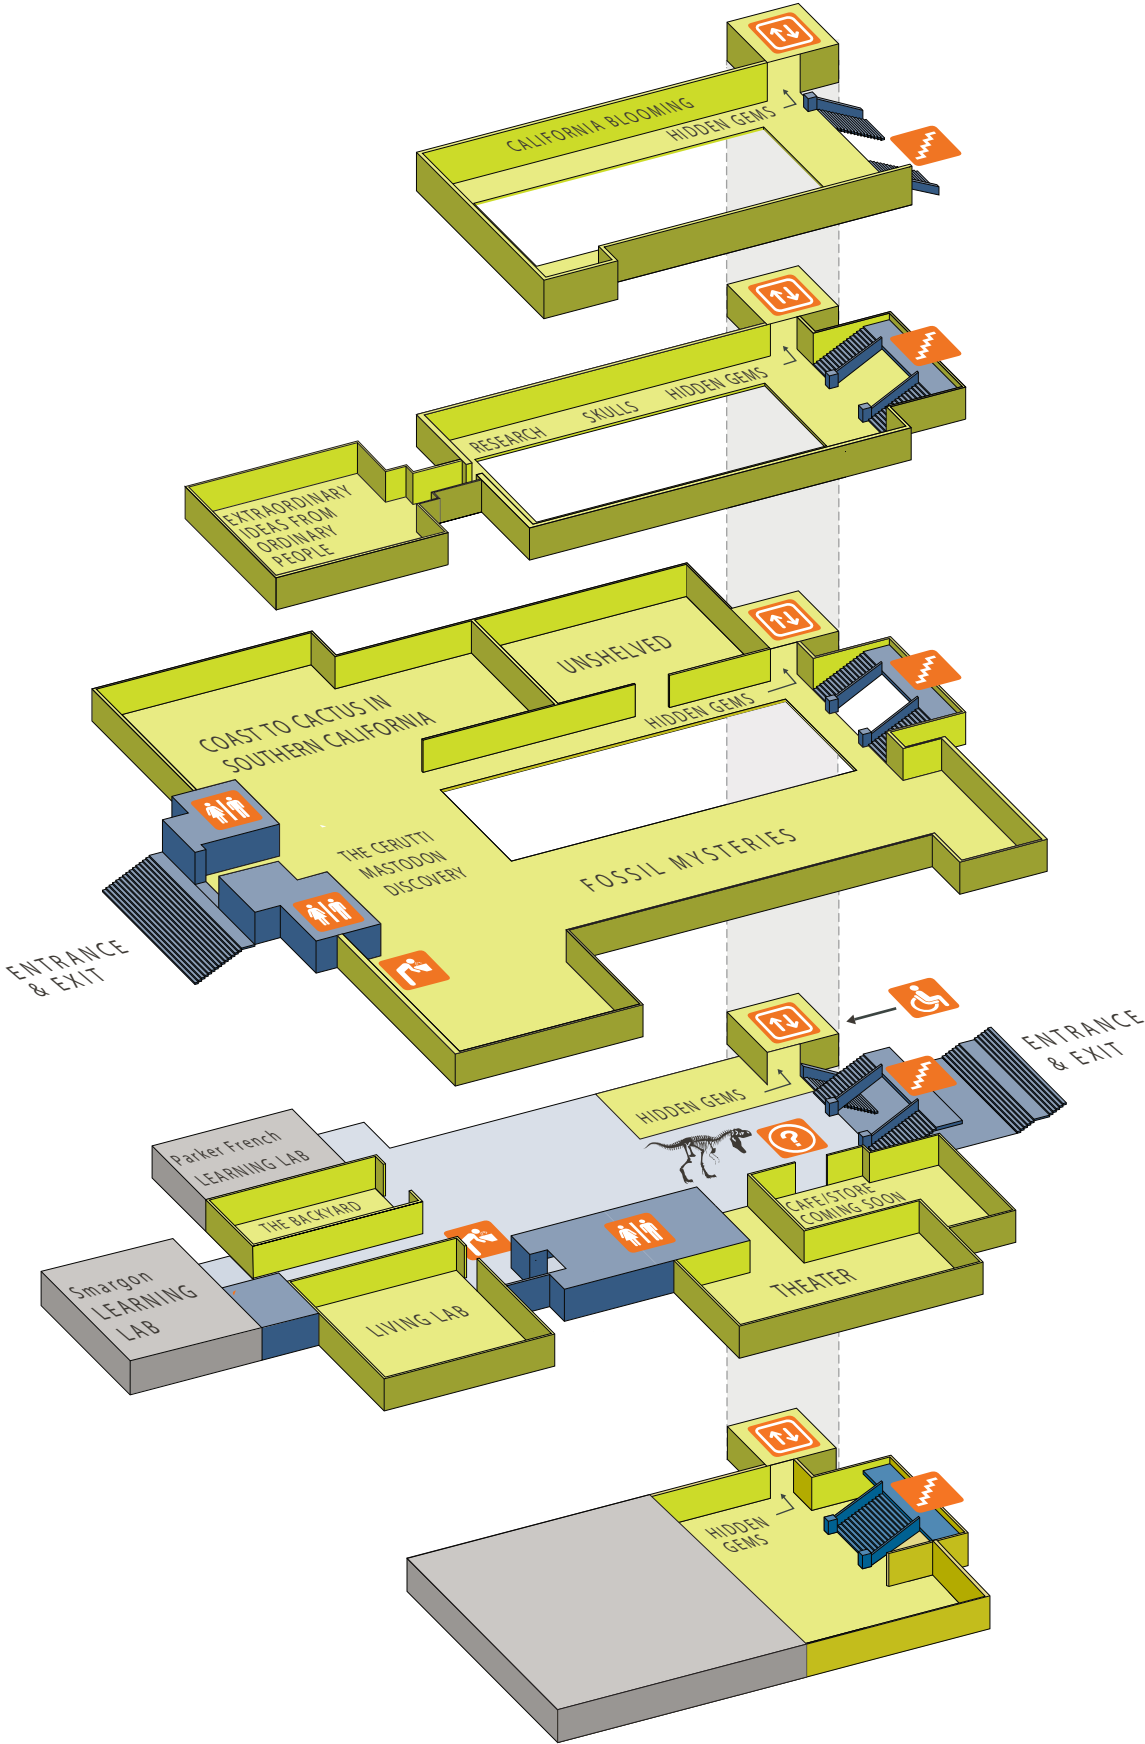 CALIFORNIA BLOOMING
HIDDEN GEMS
RESEARCH
SKULLS
HIDDEN GEMS
EXTRAORDINARY
IDEAS FROM
ORDINARY
PEOPLE
UNSHELVED
COAST TO CACTUS IN
SOUTHERN CALIFORNIA
HIDDEN GEMS
THE CERUTTI
MASTODON
DISCOVERY
FOSSIL MYSTERIES
ENTRANCE
& EXIT
ENTRANCE
& EXIT
HIDDEN GEMS
?
Parker French
LEARNING LAB
THE BACKYARD
CAFE/STORE
COMING SOON
THEATER
Smargon
LEARNING
LAB
LIVING LAB
HIDDEN
GEMS